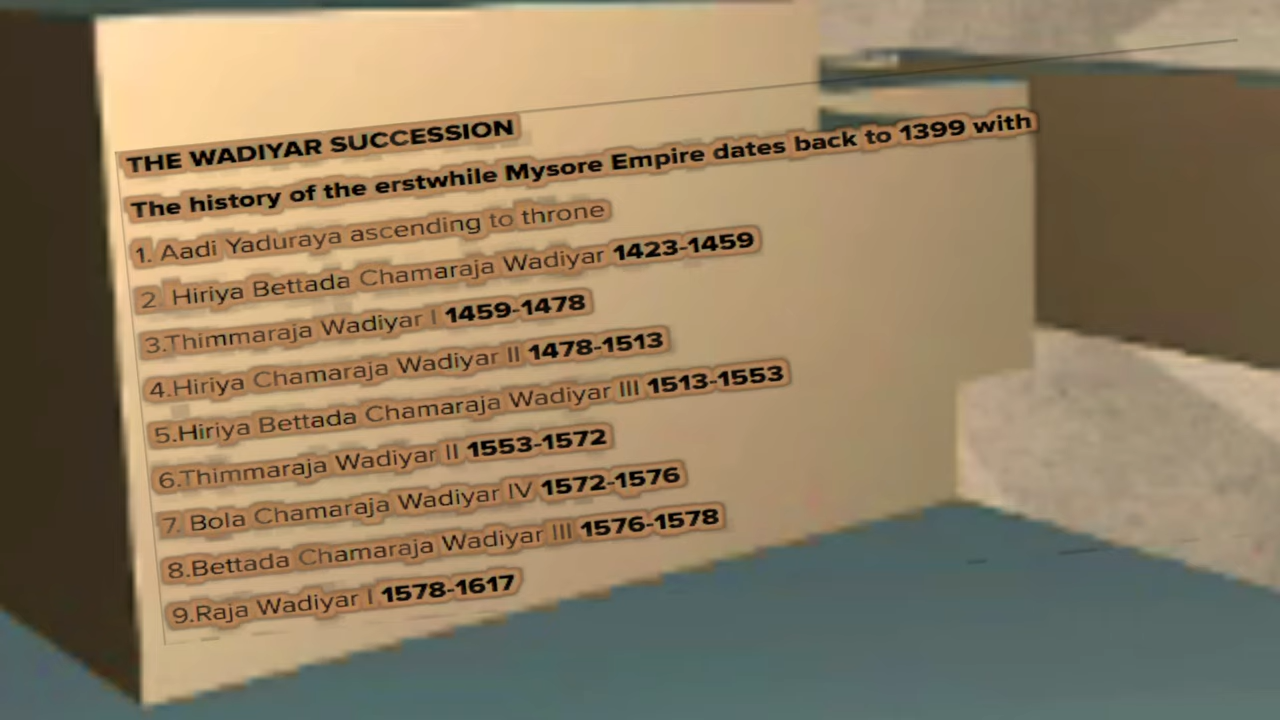 THE WADIYAR SUCCESSION
The history of the erstwhile Mysore Empire dates back to 1399 with
1. Aadi Yaduraya ascending to throne
2. Hiriya Bettada Chamaraja Wadiyar 1423-1459
3.Thimmaraja Wadiyar I 1459-1478
4.Hiriya Chamaraja Wadiyar II 1478-1513
5.Hiriya Bettada Chamaraja Wadiyar III 1513-1553
6.Thimmaraja Wadiyar II 1553-1572
7. Bola Chamaraja Wadiyar IV 1572-1576
8.Bettada Chamaraja Wadiyar III 1576-1578
9.Raja Wadiyar I 1578-1617